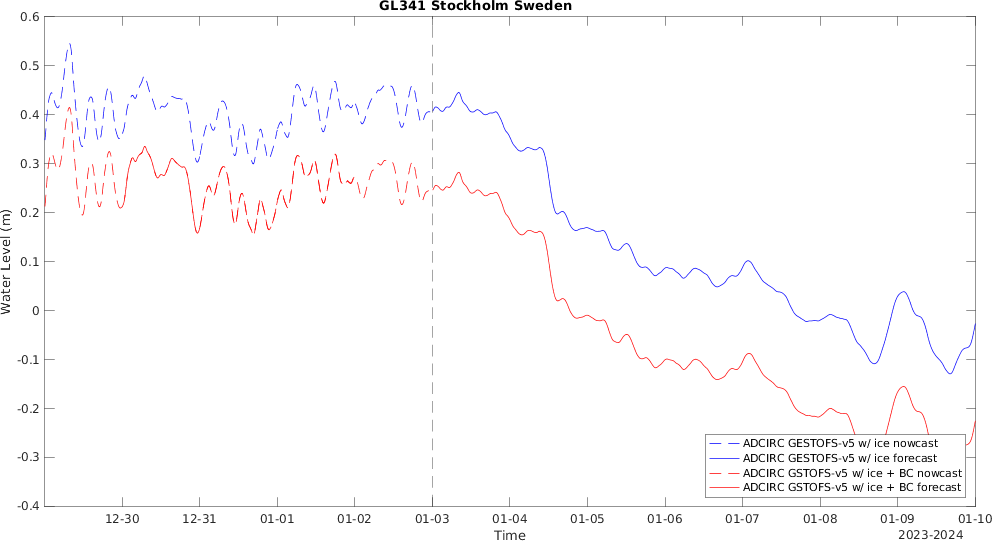 GL341 Stockholm Sweden
0.6
0.5
0.4
0.3
0.2
0.1
0
-0.1
-0.2
-0.3
-0.4
Water Level (m)
ADCIRC GESTOFS-v5 w/ ice nowcast
ADCIRC GESTOFS-v5 w/ ice forecast
ADCIRC GSTOFS-v5 w/ ice + BC nowcast
ADCIRC GSTOFS-v5 w/ ice + BC forecast
12-30 12-31 01-01 01-02 01-03 01-04 01-05 01-06 01-07 01-08 01-09 01-10
Time
2023-2024